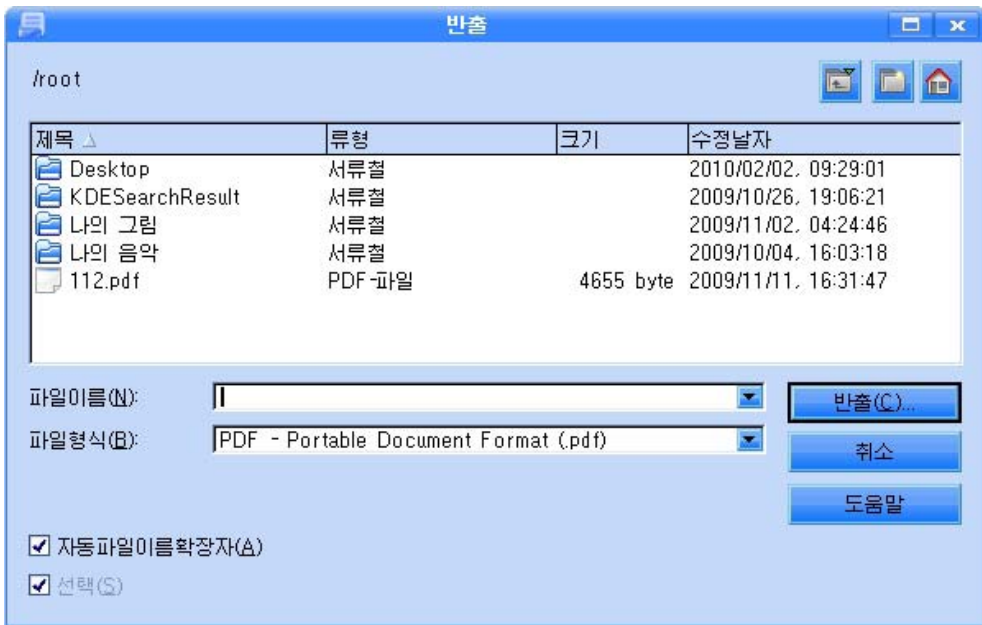 반출
/root
제목 류형 크기 수정날자
Desktop 서류철 2010/02/02, 09:29:01
KDESearchResult 서류철 2009/10/26, 19:06:21
나의 그림 서류철 2009/11/02, 04:24:46
나의 음악 서류철 2009/10/04, 16:03:18
112.pdf PDF-파일 4655 byte 2009/11/11, 16:31:47
파일이름(N): 반출(C)...
파일형식(B): PDF - Portable Document Format (.pdf) 취소
도움말
자동파일이름확장자(A)
선택(S)